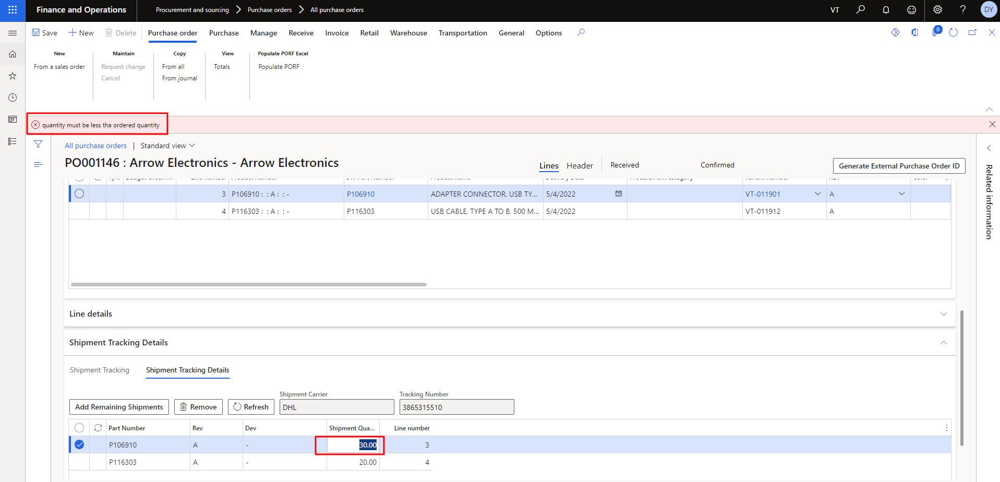 Finance and Operations
Procurement and sourcing
Purchase orders
All purchase orders
VT
?
DY
Save
New
Delete
Purchase order
Purchase
Manage
Receive
Invoice
Retail
Warehouse
Transportation
General
Options
0
New
Maintain
Copy
View
Populate PORF Excel
From a sales order
Request change
From all
Totals
Populate PORF
Cancel
From journal
quantity must be less tha ordered quantity
All purchase orders | Standard view
PO001146 : Arrow Electronics - Arrow Electronics
Lines
Header
Received
Confirmed
Generate External Purchase Order ID
Related information
3 P106910 : : A : : - P106910 ADAPTER CONNECTOR, USB TY... 5/4/2022 VT-011901 A
4 P116303 : : A : : - P116303 USB CABLE, TYPE A TO B, 500 M... 5/4/2022 VT-011912 A
Line details
Shipment Tracking Details
Shipment Tracking
Shipment Tracking Details
Shipment Carrier
Tracking Number
Add Remaining Shipments
Remove
Refresh
DHL
3865315510
Part Number Rev Dev Shipment Qua... Line number
P106910 A - 30.00 3
P116303 A - 20.00 4